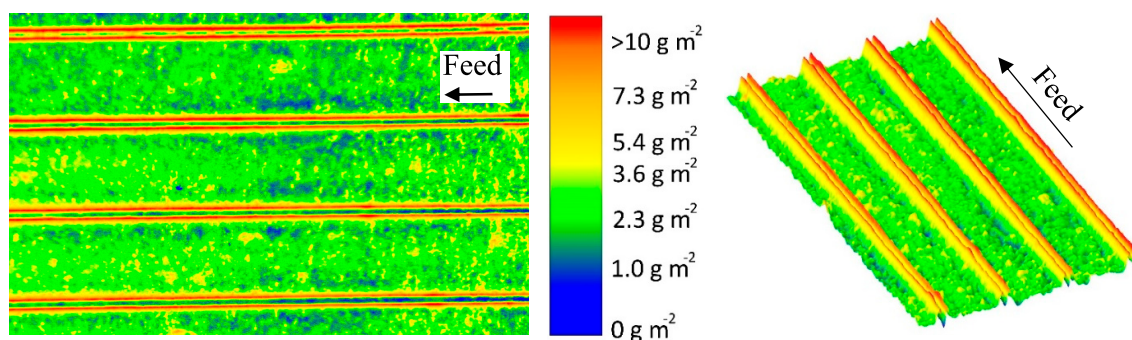 Feed
>10 g m⁻²
7.3 g m⁻²
5.4 g m⁻²
3.6 g m⁻²
2.3 g m⁻²
1.0 g m⁻²
0 g m⁻²
Feed